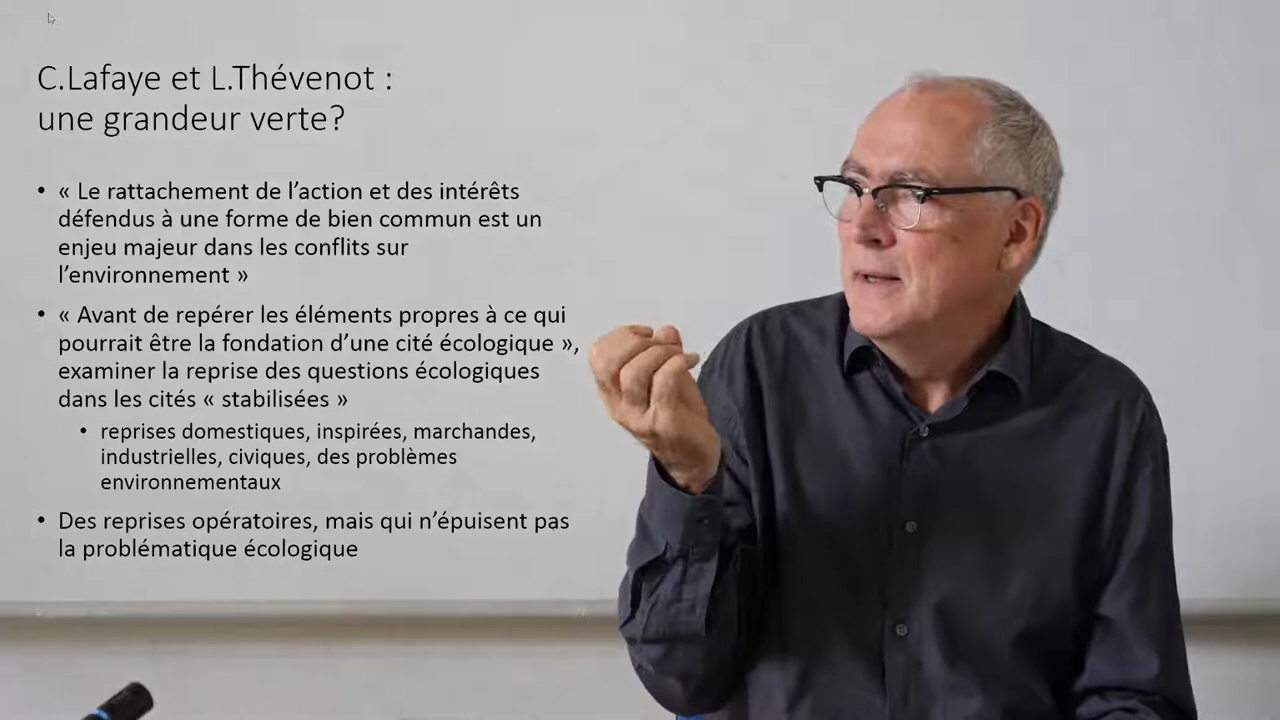 C.Lafaye et L.Thévenot :
une grandeur verte?
• « Le rattachement de l’action et des intérêts
défendus à une forme de bien commun est un
enjeu majeur dans les conflits sur
l’environnement »
• « Avant de repérer les éléments propres à ce qui
pourrait être la fondation d’une cité écologique »,
examiner la reprise des questions écologiques
dans les cités « stabilisées »
• reprises domestiques, inspirées, marchandes,
industrielles, civiques, des problèmes
environnementaux
• Des reprises opératoires, mais qui n’épuisent pas
la problématique écologique